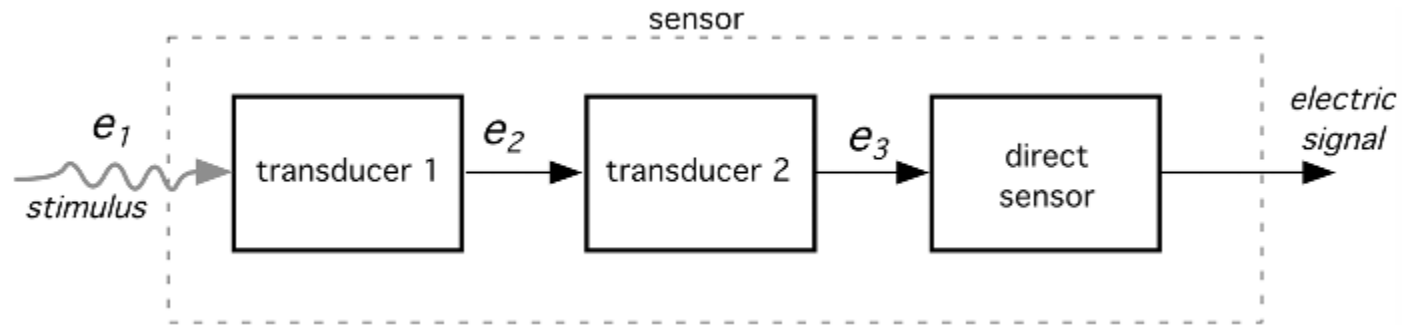 sensor
e1
stimulus
transducer 1
e2
transducer 2
e3
direct
sensor
electric
signal